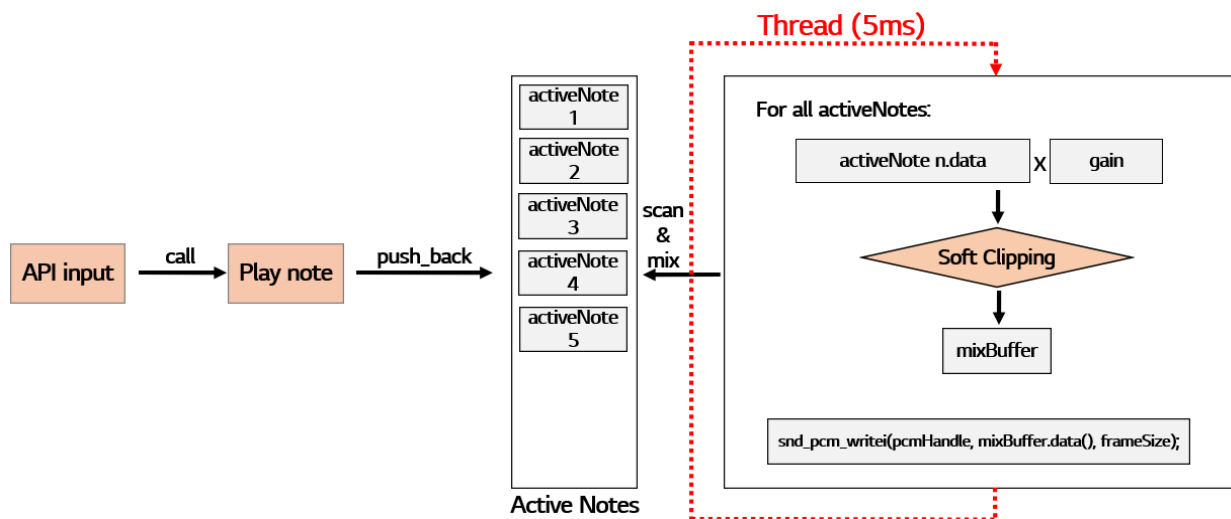 Thread (5ms)
activeNote
1
activeNote
2
activeNote
3
activeNote
4
activeNote
5
Active Notes
API input
call
Play note
push_back
scan
&
mix
For all activeNotes:
activeNote n.data
x
gain
Soft Clipping
mixBuffer
snd_pcm_writei(pcmHandle, mixBuffer.data(), frameSize);